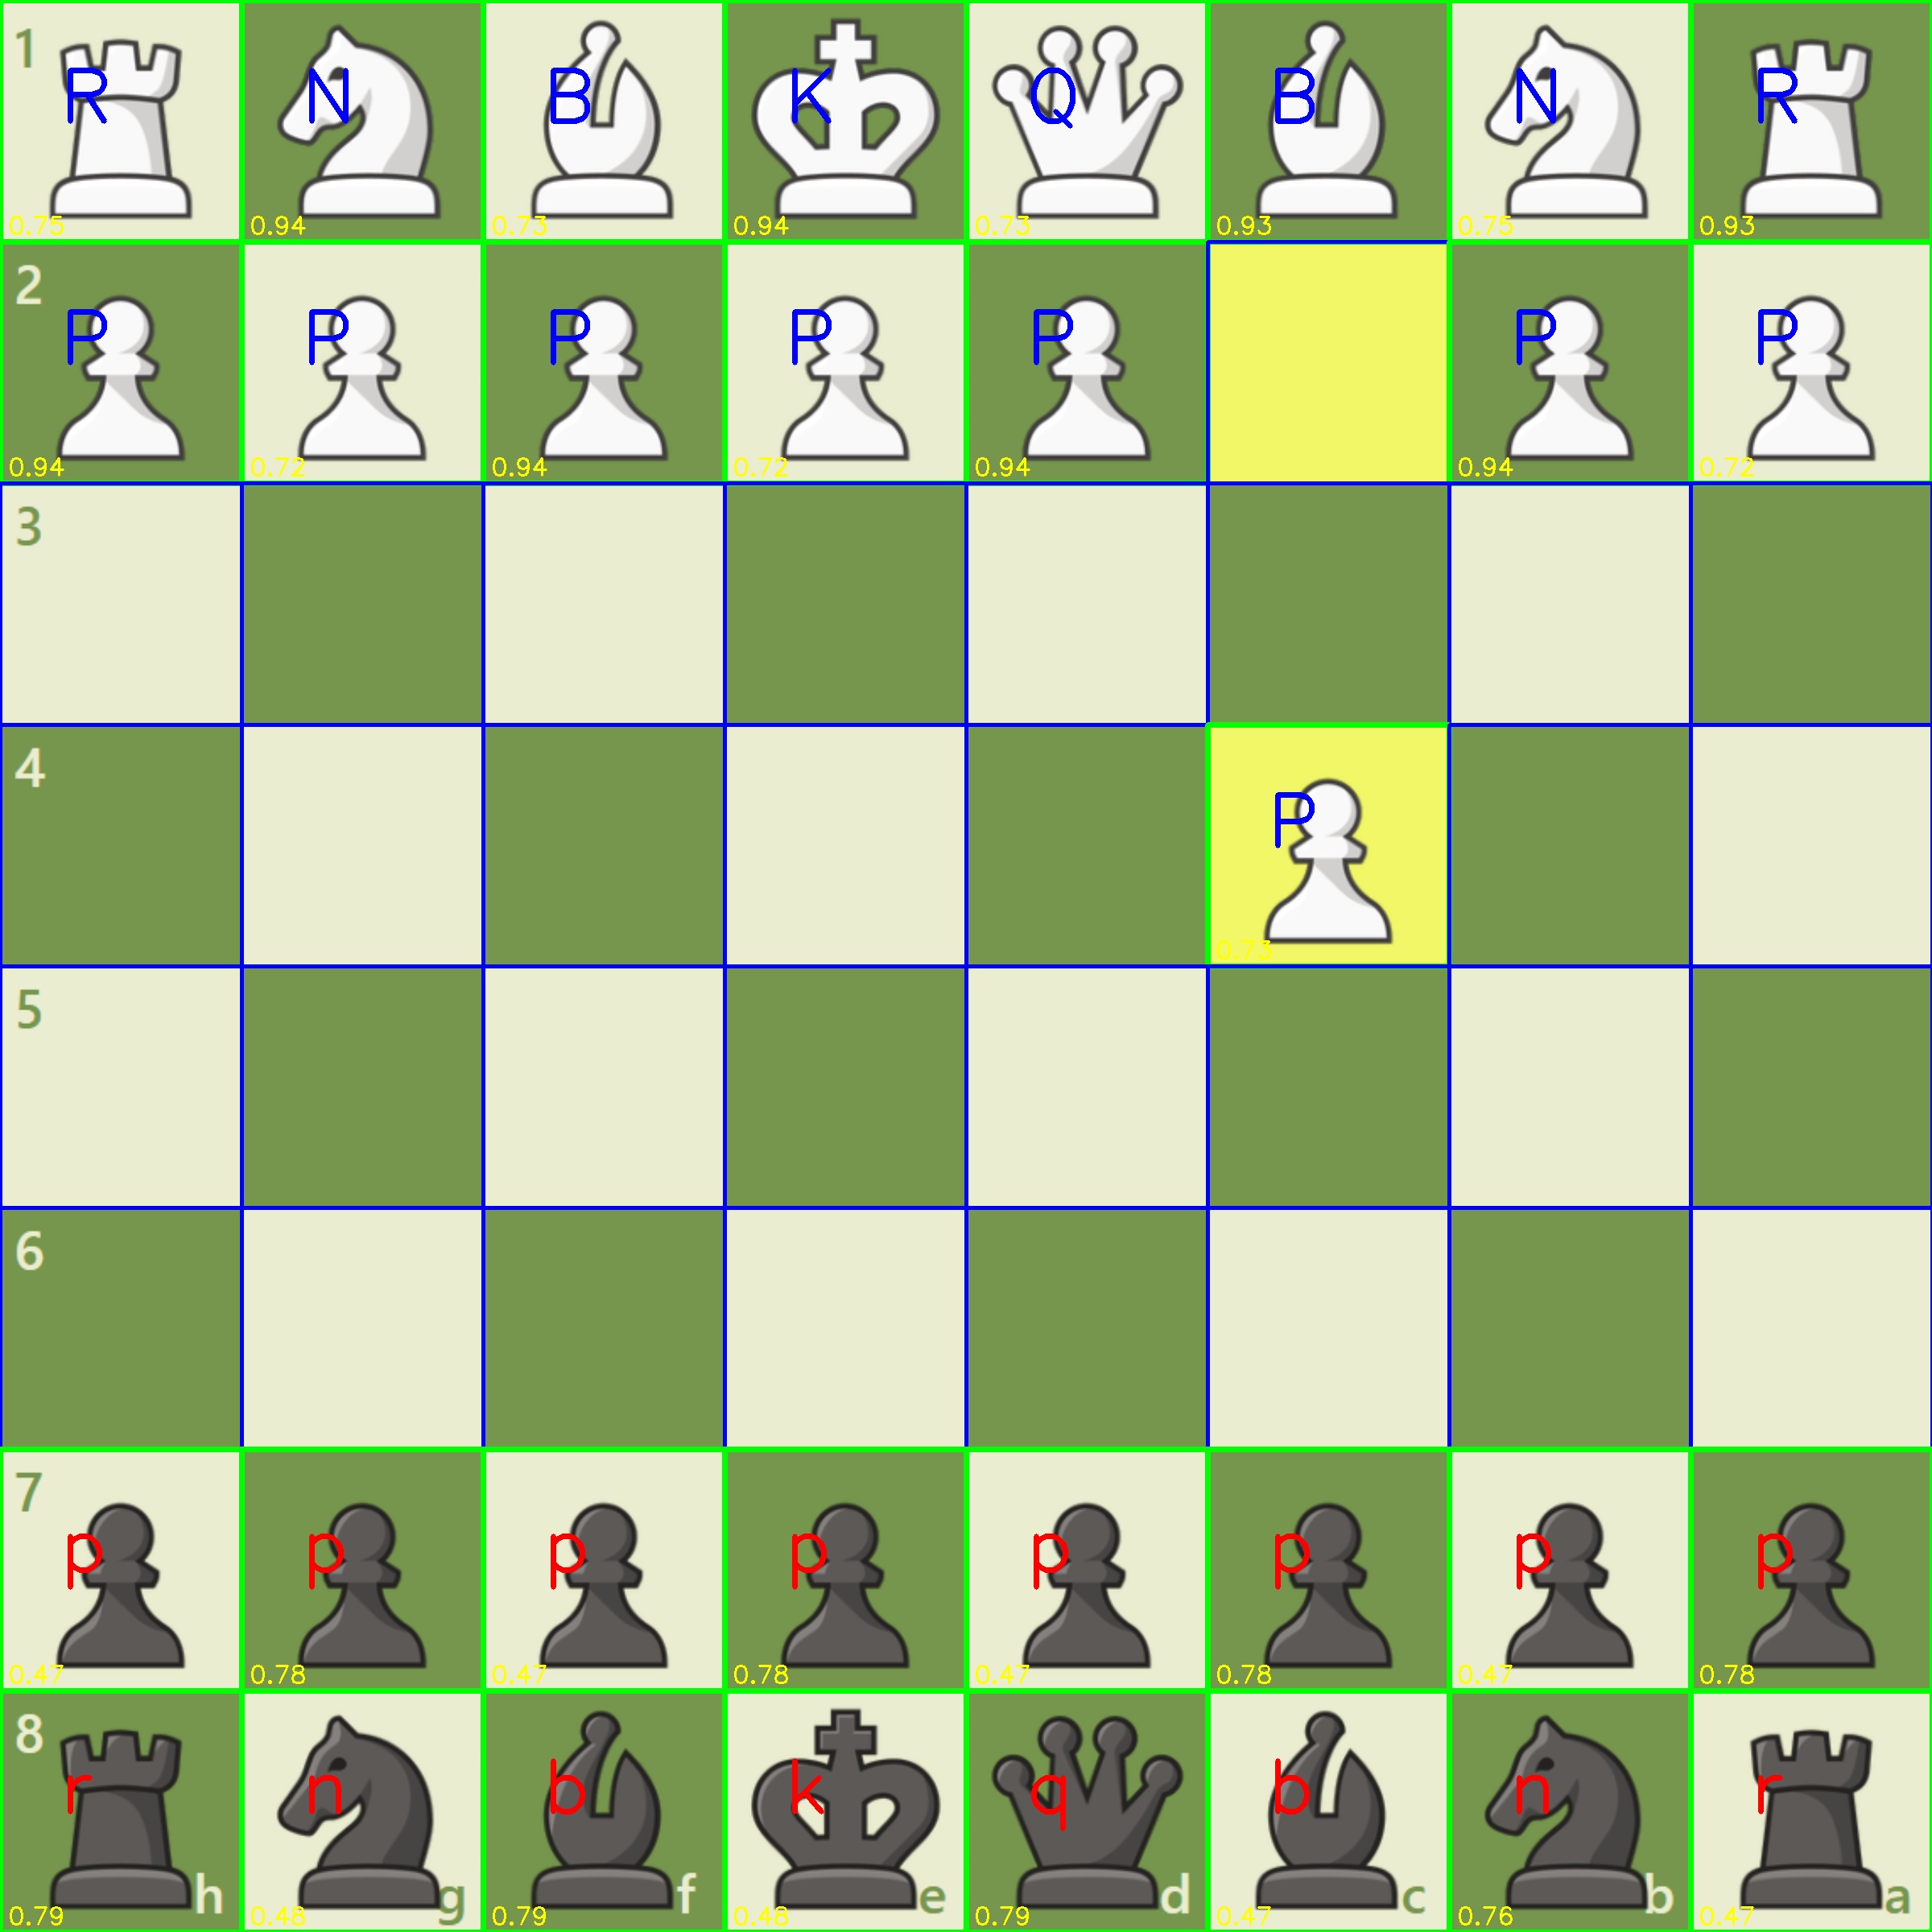 1 R N B K Q B N R
0.75 0.94 0.73 0.94 0.73 0.93 0.75 0.93
2 P P P P P P P
0.94 0.72 0.94 0.72 0.94 0.94 0.72
3
4 P
0.73
5
6
7 p p p p p p p p
0.47 0.78 0.47 0.78 0.47 0.78 0.47 0.78
8 r n b k q b n r
h g f e d c b a
0.79 0.48 0.79 0.48 0.79 0.47 0.76 0.47